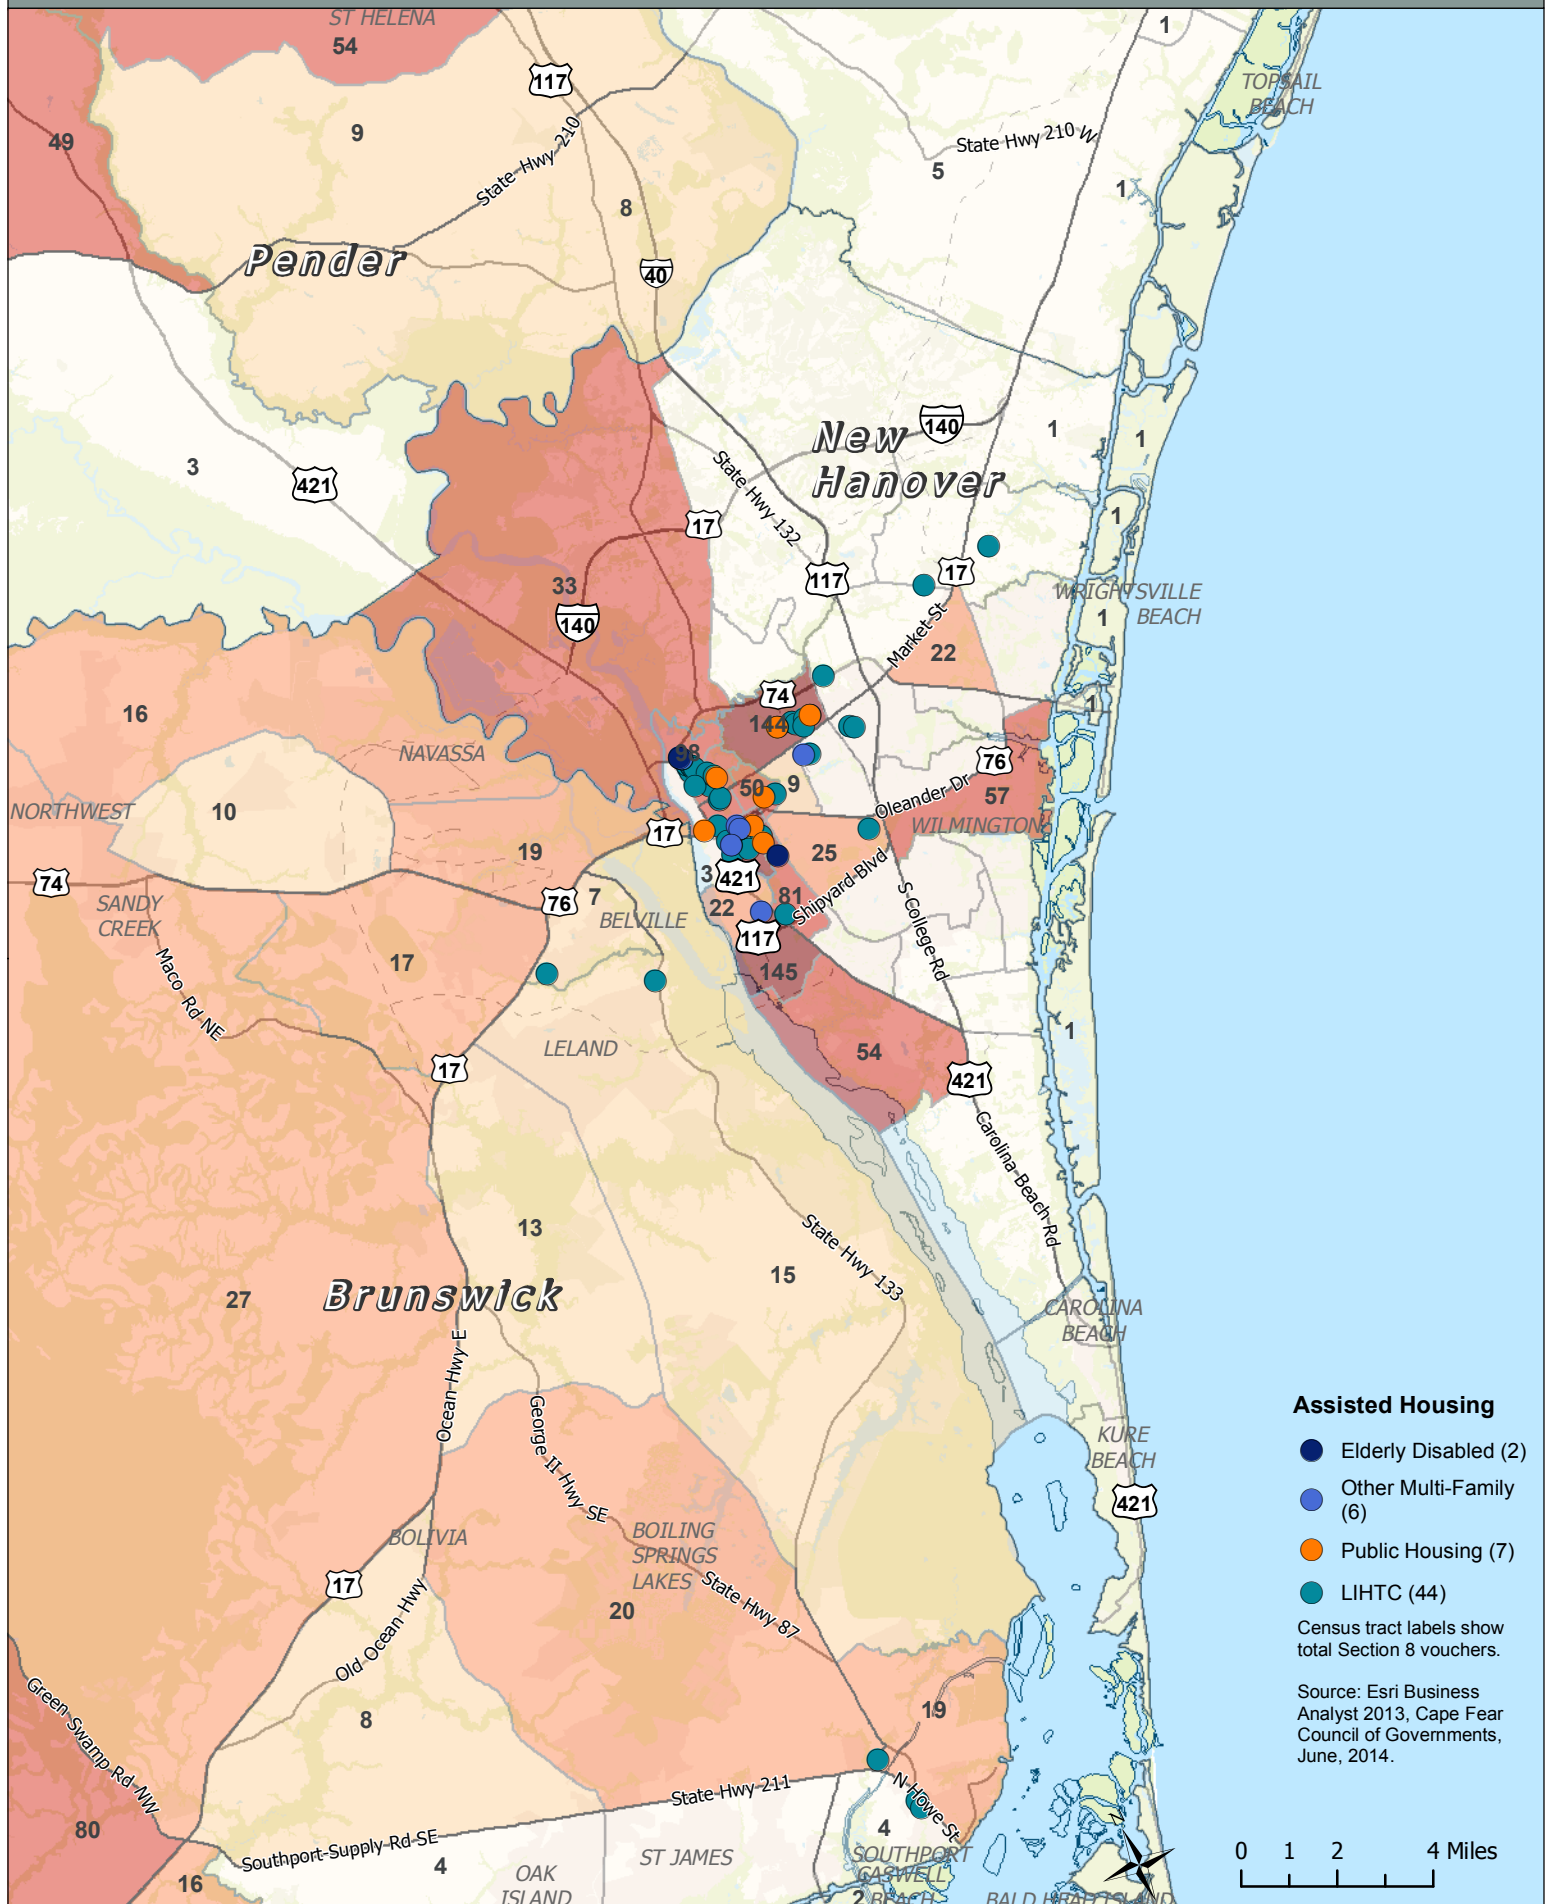 ST HELENA
54
1
117
TOPSAIL
BEACH
9
49
State Hwy 210
State Hwy 210 W
5
1
8
Pender
40
New
Hanover
140
1
1
3
421
State Hwy 132
17
1
117
17
33
140
WRIGHTSVILLE
BEACH
1
Market St
22
74
1
16
144
NAVASSA
98
76
NORTHWEST
10
50
9
Oleander Dr
57
WILMINGTON
17
19
25
74
3
421
Shipyard Blvd
SANDY
CREEK
76
7
BELVILLE
22
81
S College Rd
117
17
145
Maco Rd NE
1
LELAND
54
17
421
Carolina Beach Rd
13
State Hwy 133
15
27
Brunswick
CAROLINA
BEACH
Ocean Hwy E
George II Hwy SE
KURE
BEACH
421
BOLIVIA
BOILING
SPRINGS
LAKES
17
State Hwy 87
20
Old Ocean Hwy
Green Swamp Rd NW
8
19
State Hwy 211
N Howe St
80
4
Southport-Supply Rd SE
4
16
OAK
ISLAND
ST JAMES
SOUTHPORT
CASWELL
BEACH
2
BALD HEAD ISLAND
Assisted Housing
Elderly Disabled (2)
Other Multi-Family
(6)
Public Housing (7)
LIHTC (44)
Census tract labels show
total Section 8 vouchers.
Source: Esri Business
Analyst 2013, Cape Fear
Council of Governments,
June, 2014.
N
0 1 2 4 Miles